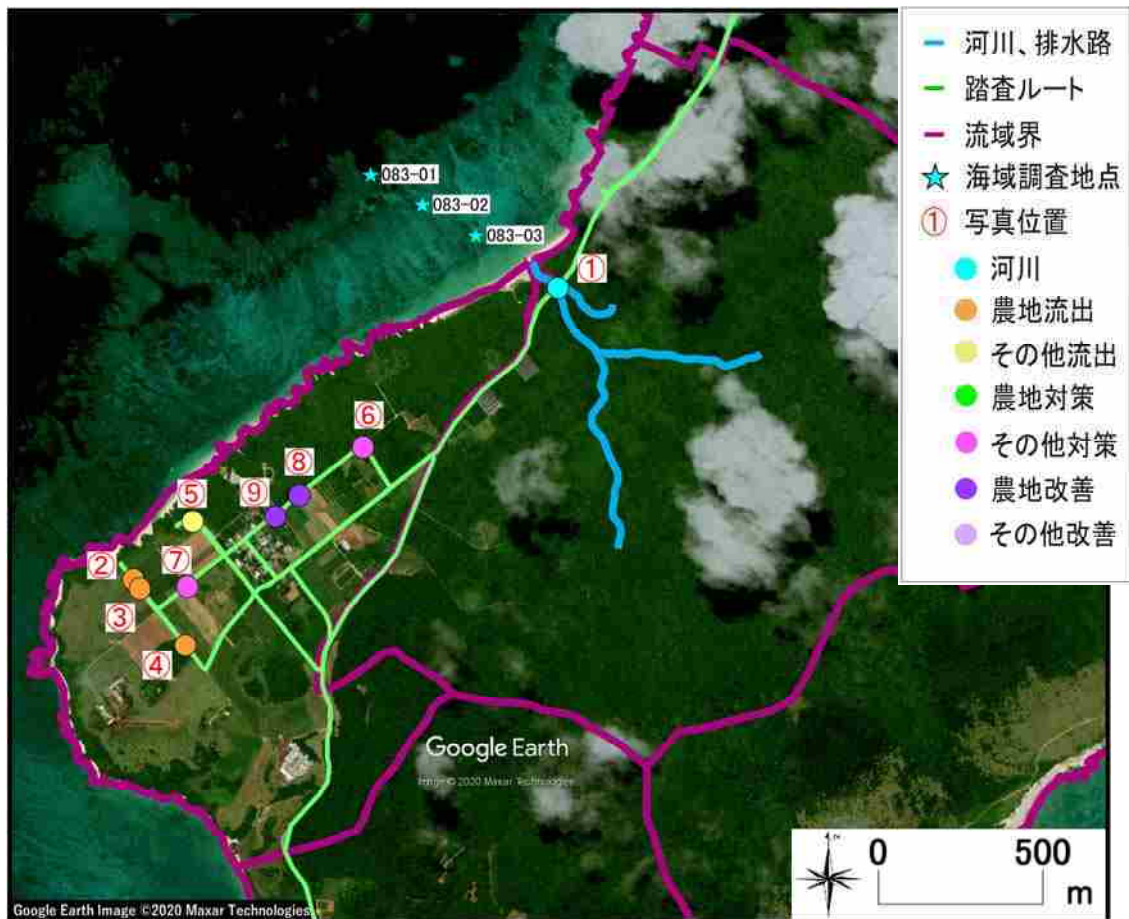 河川、排水路
踏査ルート
流域界
海域調査地点
① 写真位置
河川
農地流出
その他流出
農地対策
その他対策
農地改善
その他改善
083-01
083-02
083-03
①
⑥
⑧
⑨
⑤
⑦
②
③
④
Google Earth
Image © 2020 Maxar Technologies
0 500
m
Google Earth Image ©2020 Maxar Technologies